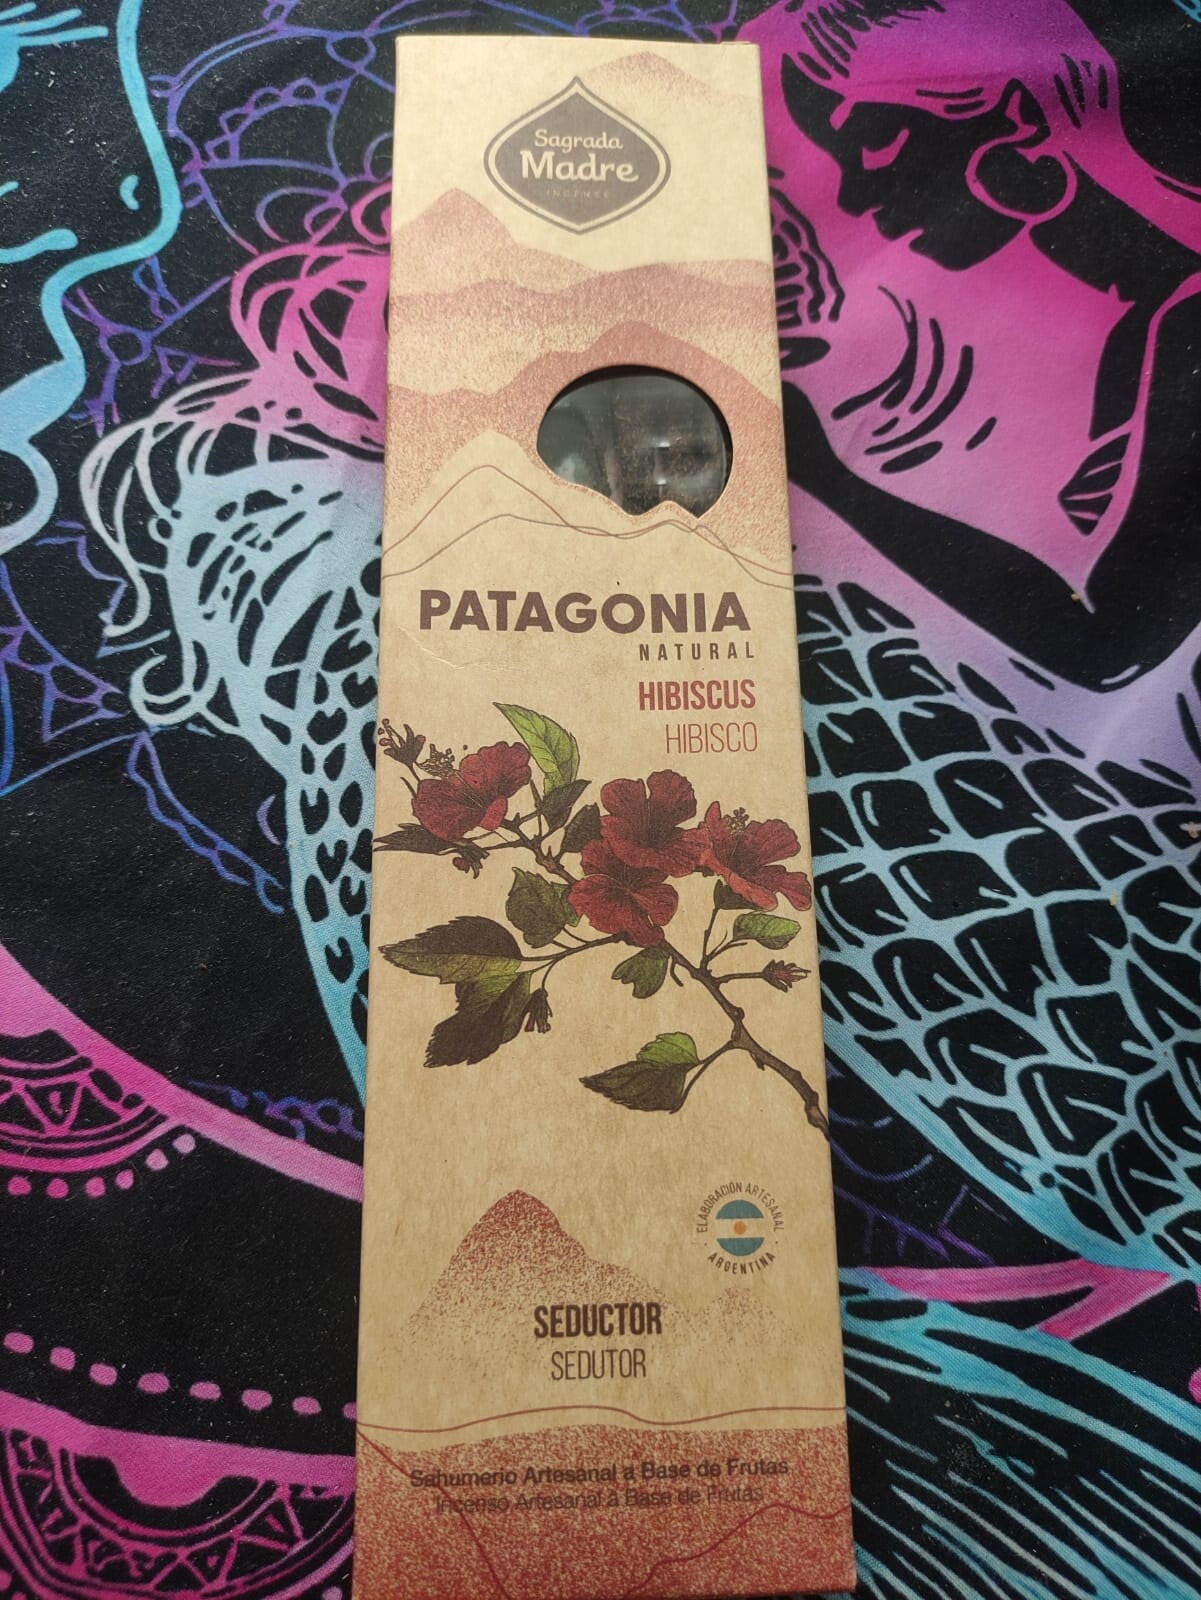 Sagrada
Madre
INCENSE
PATAGONIA
NATURAL
HIBISCUS
HIBISCO
ELABORACIÓN ARTESANAL
ARGENTINA
SEDUCTOR
SEDUTOR
Sahumerio Artesanal a Base de Frutas
Incenso Artesanal à Base de Frutas